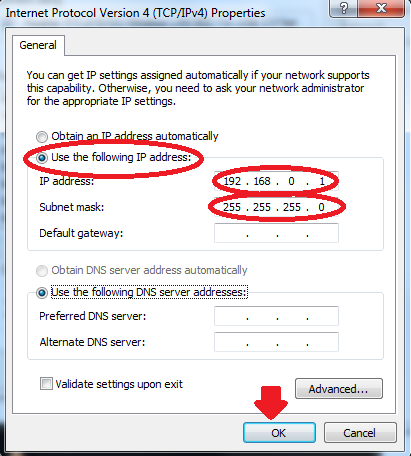 Internet Protocol Version 4 (TCP/IPv4) Properties
?
X
General
You can get IP settings assigned automatically if your network supports
this capability. Otherwise, you need to ask your network administrator
for the appropriate IP settings.
Obtain an IP address automatically
Use the following IP address:
IP address: 192 . 168 . 0 . 1
Subnet mask: 255 . 255 . 255 . 0
Default gateway: . . .
Obtain DNS server address automatically
Use the following DNS server addresses:
Preferred DNS server: . . .
Alternate DNS server: . . .
Validate settings upon exit
Advanced...
OK Cancel